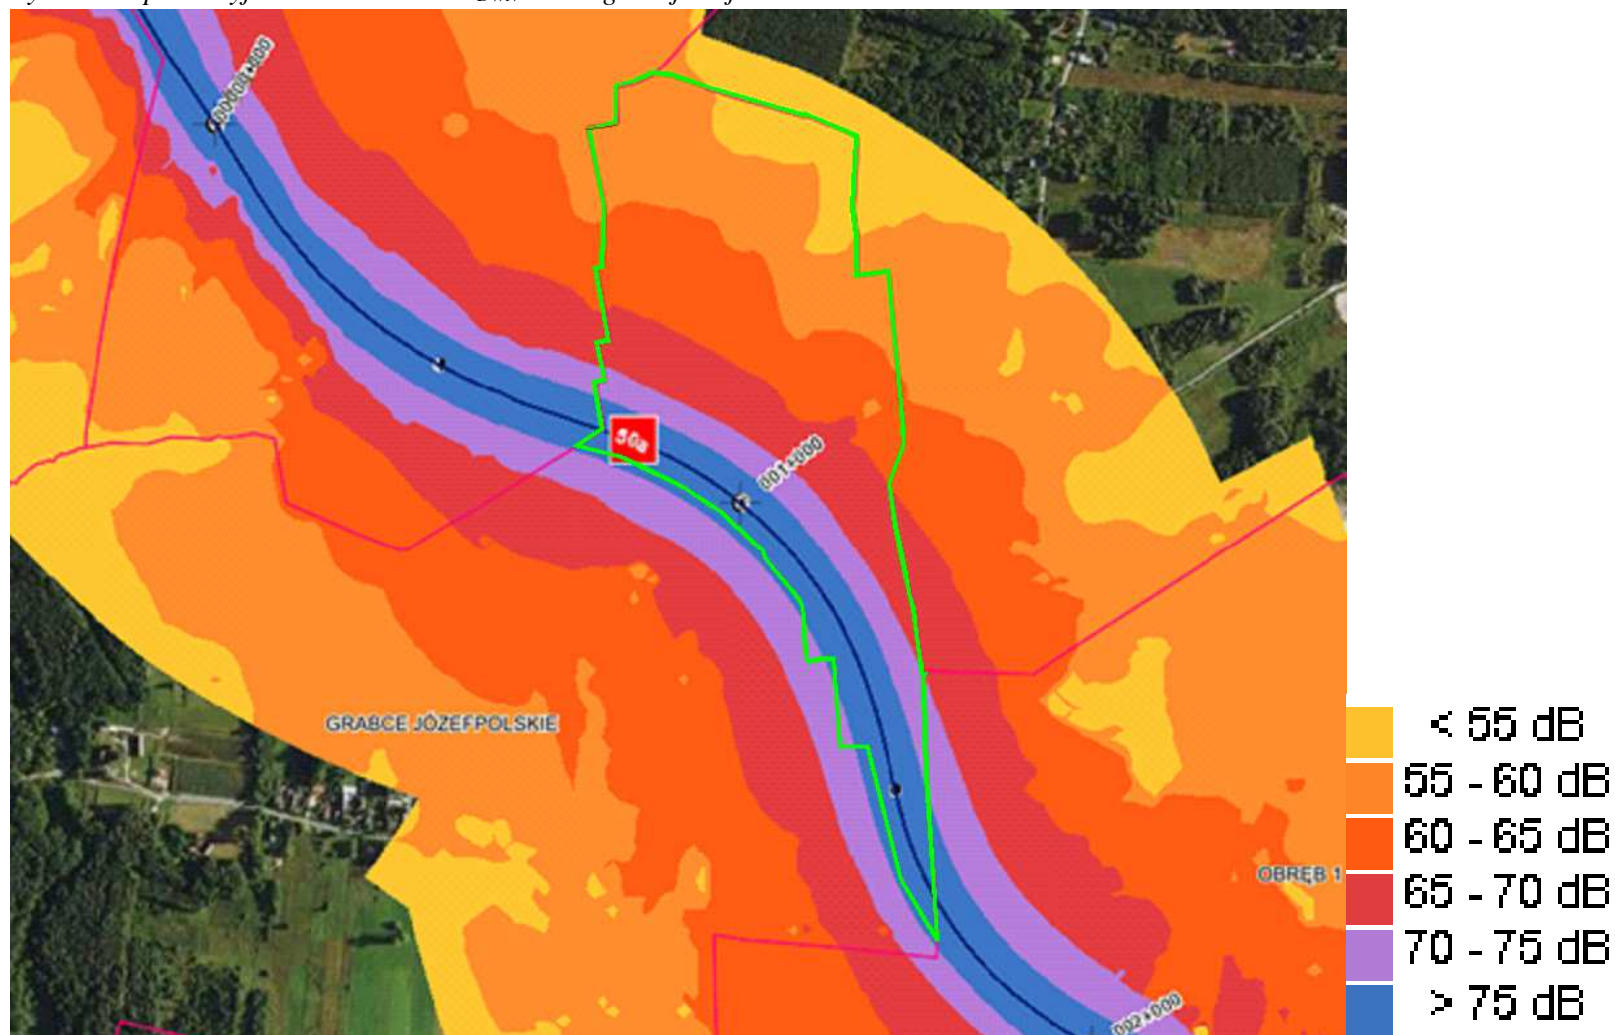 50a
001+000
GRABCE JÓZEFPOLSKIE
OBRĘB 1
002+000
< 55 dB
55 - 60 dB
60 - 65 dB
65 - 70 dB
70 - 75 dB
> 75 dB